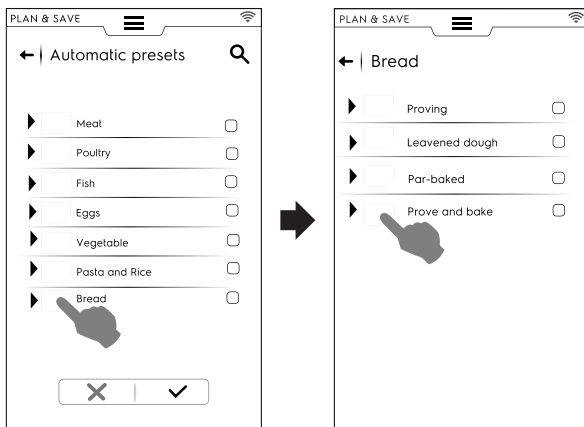 PLAN & SAVE
Automatic presets
Meat
Poultry
Fish
Eggs
Vegetable
Pasta and Rice
Bread
PLAN & SAVE
Bread
Proving
Leavened dough
Par-baked
Prove and bake